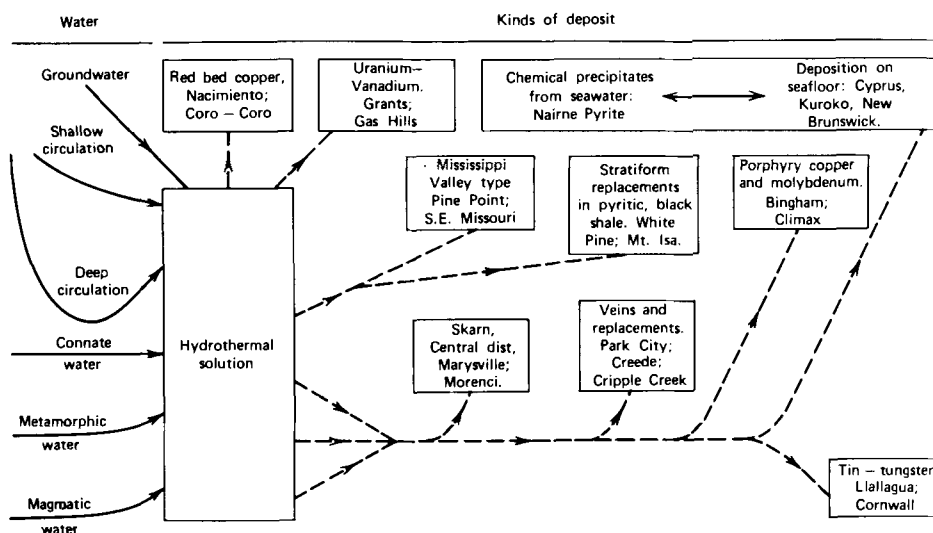 Water
Kinds of deposit
Groundwater
Shallow
circulation
Deep
circulation
Connate
water
Metamorphic
water
Magmatic
water
Hydrothermal
solution
Red bed copper,
Nacimiento;
Coro – Coro
Uranium–
Vanadium.
Grants;
Gas Hills
Chemical precipitates
from seawater:
Nairne Pyrite
Deposition on
seafloor: Cyprus,
Kuroko, New
Brunswick.
Mississippi
Valley type
Pine Point;
S.E. Missouri
Stratiform
replacements
in pyritic, black
shale. White
Pine; Mt. Isa.
Porphyry copper
and molybdenum.
Bingham;
Climax
Skarn,
Central dist,
Marysville;
Morenci.
Veins and
replacements.
Park City;
Creede;
Cripple Creek
Tin – tungster
Llallagua;
Cornwall